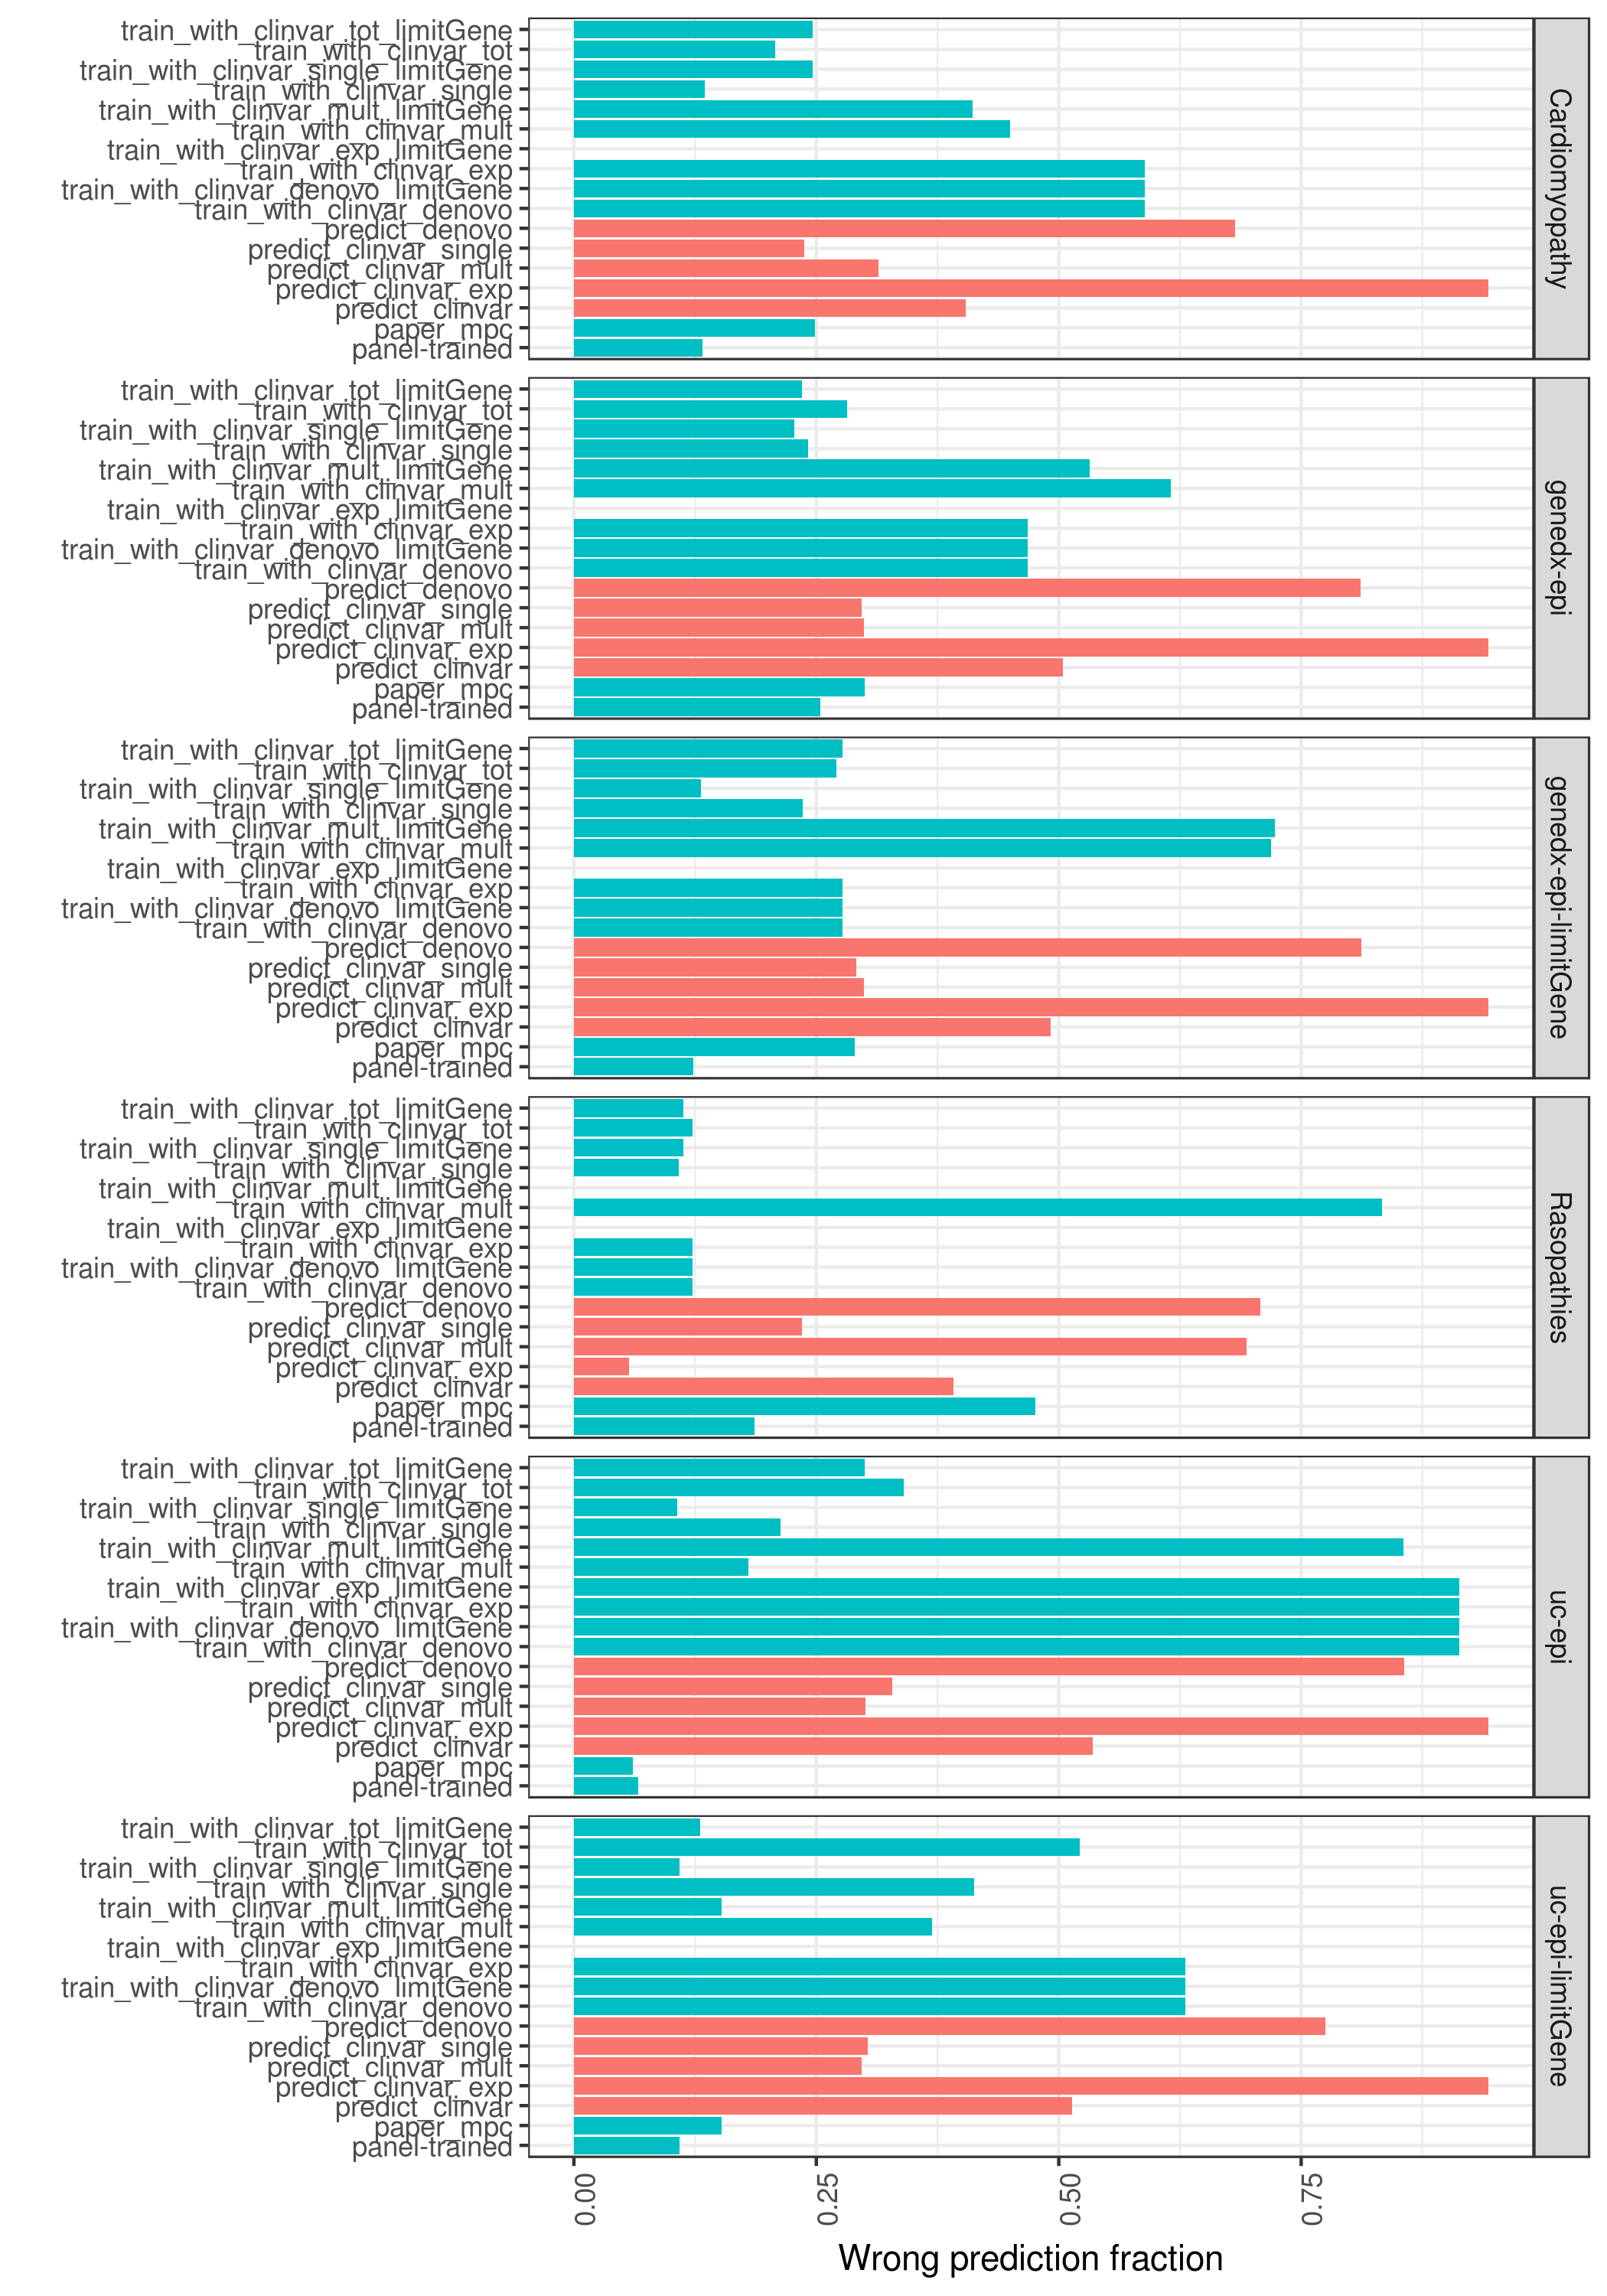 train_with_clinvar_tot_limitGene
train_with_clinvar_tot
train_with_clinvar_single_limitGene
train_with_clinvar_single
train_with_clinvar_mult_limitGene
train_with_clinvar_mult
train_with_clinvar_exp_limitGene
train_with_clinvar_exp
train_with_clinvar_denovo_limitGene
train_with_clinvar_denovo
predict_denovo
predict_clinvar_single
predict_clinvar_mult
predict_clinvar_exp
predict_clinvar
paper_mpc
panel-trained
Cardiomyopathy
train_with_clinvar_tot_limitGene
train_with_clinvar_tot
train_with_clinvar_single_limitGene
train_with_clinvar_single
train_with_clinvar_mult_limitGene
train_with_clinvar_mult
train_with_clinvar_exp_limitGene
train_with_clinvar_exp
train_with_clinvar_denovo_limitGene
train_with_clinvar_denovo
predict_denovo
predict_clinvar_single
predict_clinvar_mult
predict_clinvar_exp
predict_clinvar
paper_mpc
panel-trained
genedx-epi
train_with_clinvar_tot_limitGene
train_with_clinvar_tot
train_with_clinvar_single_limitGene
train_with_clinvar_single
train_with_clinvar_mult_limitGene
train_with_clinvar_mult
train_with_clinvar_exp_limitGene
train_with_clinvar_exp
train_with_clinvar_denovo_limitGene
train_with_clinvar_denovo
predict_denovo
predict_clinvar_single
predict_clinvar_mult
predict_clinvar_exp
predict_clinvar
paper_mpc
panel-trained
genedx-epi-limitGene
train_with_clinvar_tot_limitGene
train_with_clinvar_tot
train_with_clinvar_single_limitGene
train_with_clinvar_single
train_with_clinvar_mult_limitGene
train_with_clinvar_mult
train_with_clinvar_exp_limitGene
train_with_clinvar_exp
train_with_clinvar_denovo_limitGene
train_with_clinvar_denovo
predict_denovo
predict_clinvar_single
predict_clinvar_mult
predict_clinvar_exp
predict_clinvar
paper_mpc
panel-trained
Rasopathies
train_with_clinvar_tot_limitGene
train_with_clinvar_tot
train_with_clinvar_single_limitGene
train_with_clinvar_single
train_with_clinvar_mult_limitGene
train_with_clinvar_mult
train_with_clinvar_exp_limitGene
train_with_clinvar_exp
train_with_clinvar_denovo_limitGene
train_with_clinvar_denovo
predict_denovo
predict_clinvar_single
predict_clinvar_mult
predict_clinvar_exp
predict_clinvar
paper_mpc
panel-trained
uc-epi
train_with_clinvar_tot_limitGene
train_with_clinvar_tot
train_with_clinvar_single_limitGene
train_with_clinvar_single
train_with_clinvar_mult_limitGene
train_with_clinvar_mult
train_with_clinvar_exp_limitGene
train_with_clinvar_exp
train_with_clinvar_denovo_limitGene
train_with_clinvar_denovo
predict_denovo
predict_clinvar_single
predict_clinvar_mult
predict_clinvar_exp
predict_clinvar
paper_mpc
panel-trained
uc-epi-limitGene
0.00
0.25
0.50
0.75
Wrong prediction fraction